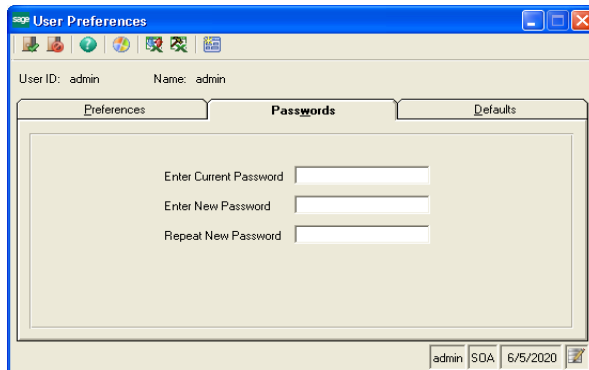 sage User Preferences
User ID: admin Name: admin
Preferences Passwords Defaults
Enter Current Password
Enter New Password
Repeat New Password
admin SOA 6/5/2020